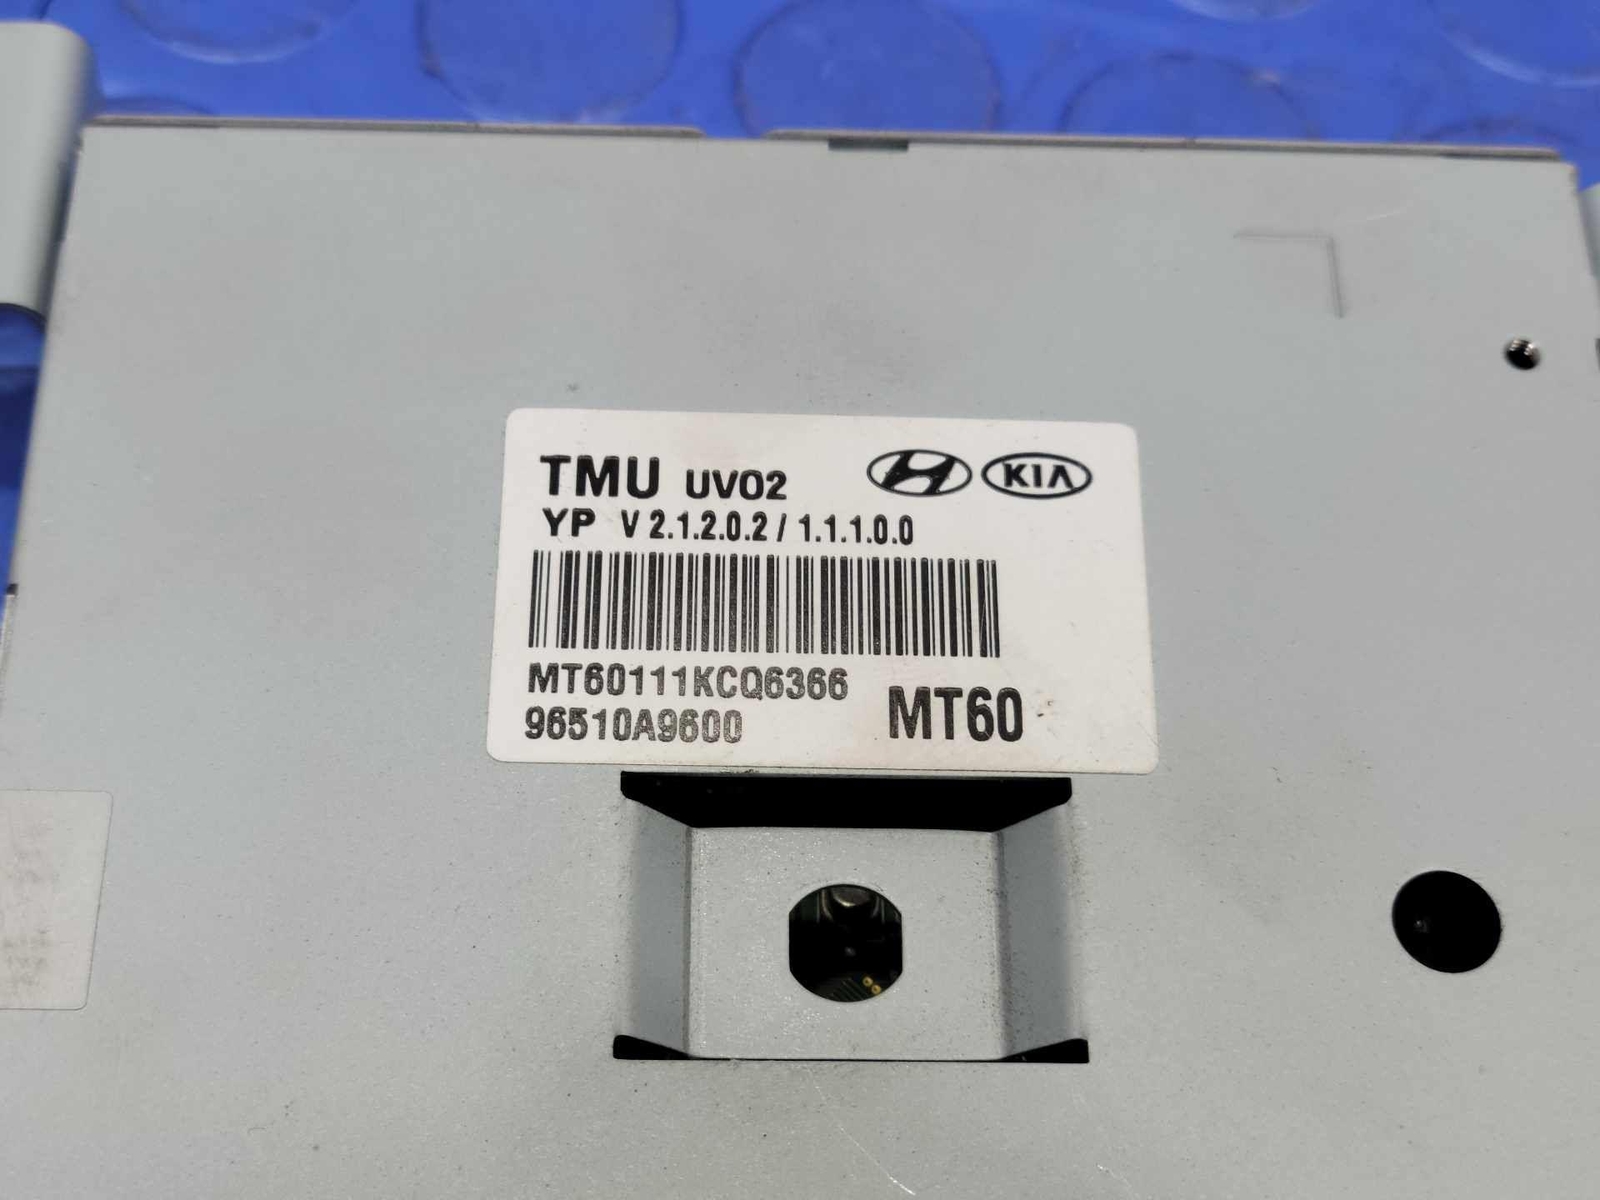 TMU UVO2
KIA
YP V 2.1.2.0.2 / 1.1.1.0.0
MT60111KCQ6366
96510A9600
MT60